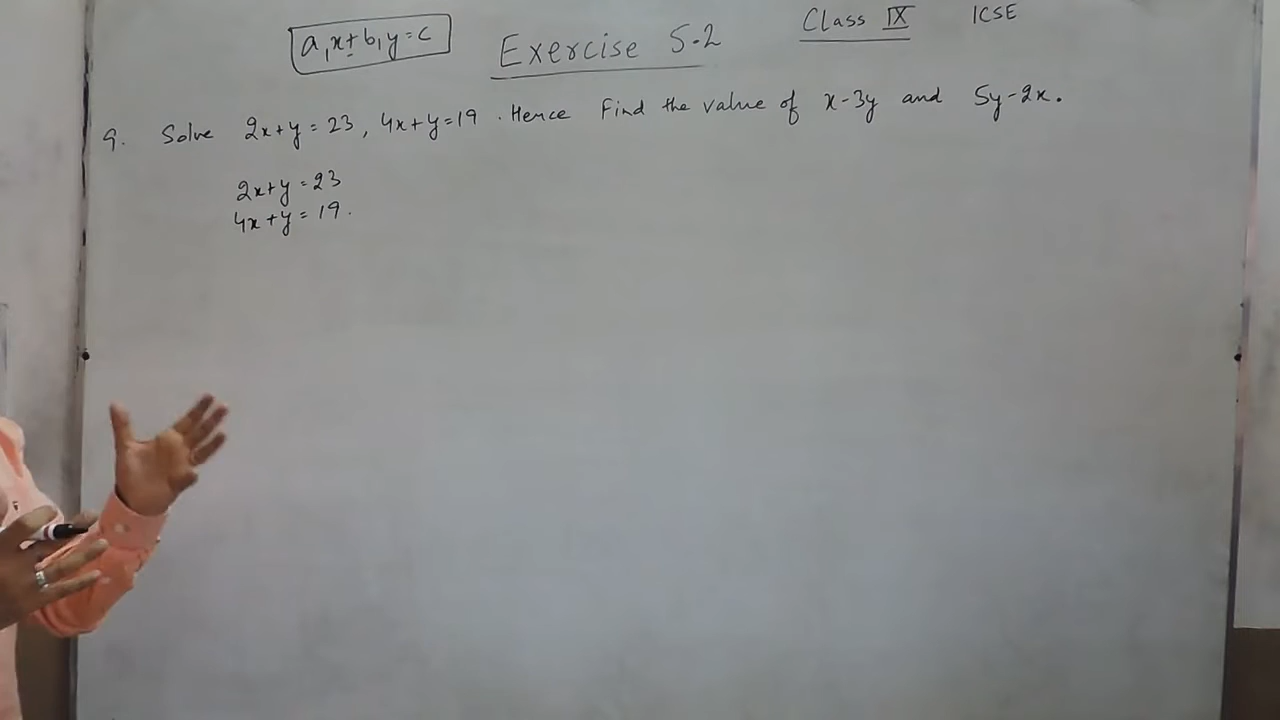 a₁x+b₁y=c
Exercise 5.2
Class IX ICSE
9. Solve 2x+y=23, 4x+y=19. Hence Find the value of x-3y and 5y-2x.
2x+y=23
4x+y=19.